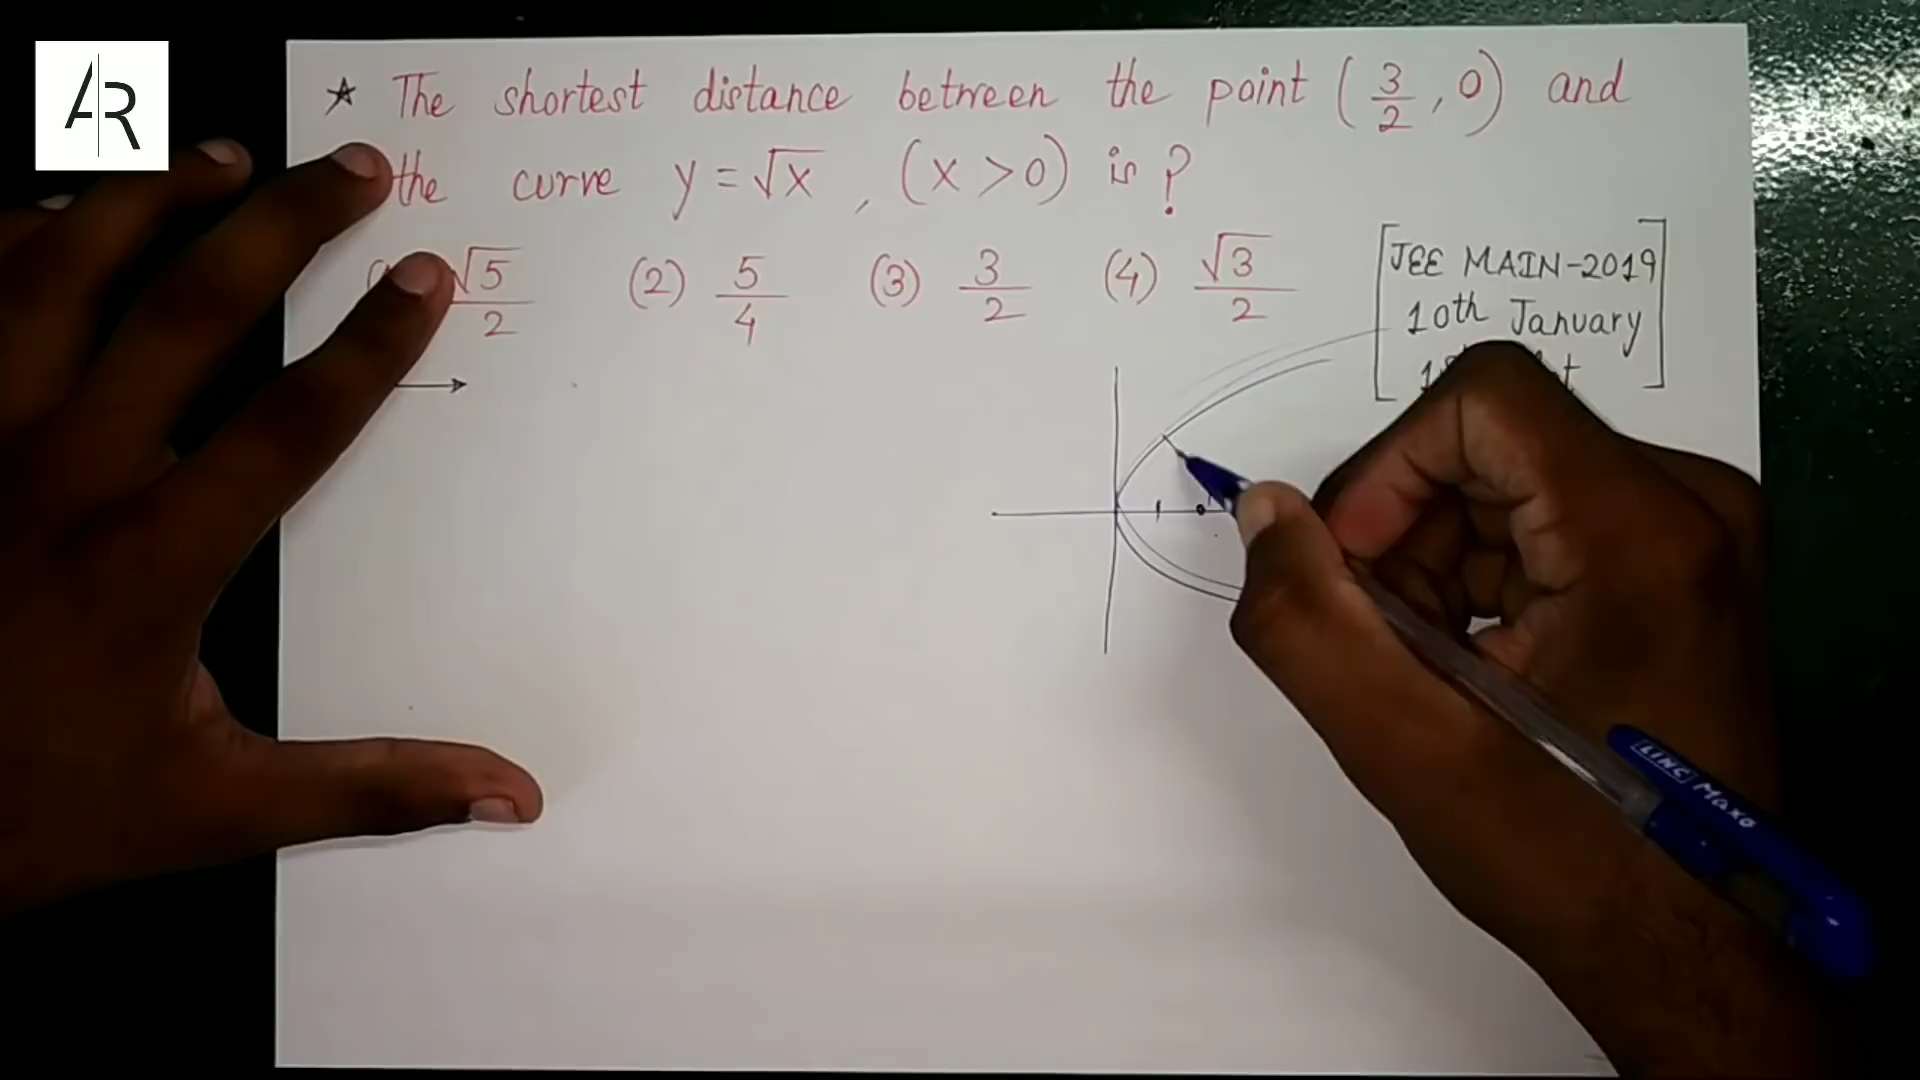 AR
★ The shortest distance between the point (3/2, 0) and
the curve y = √x , (x > 0) is ?
√5/2 (2) 5/4 (3) 3/2 (4) √3/2
[JEE MAIN-2019
10th January
LINC Maxo